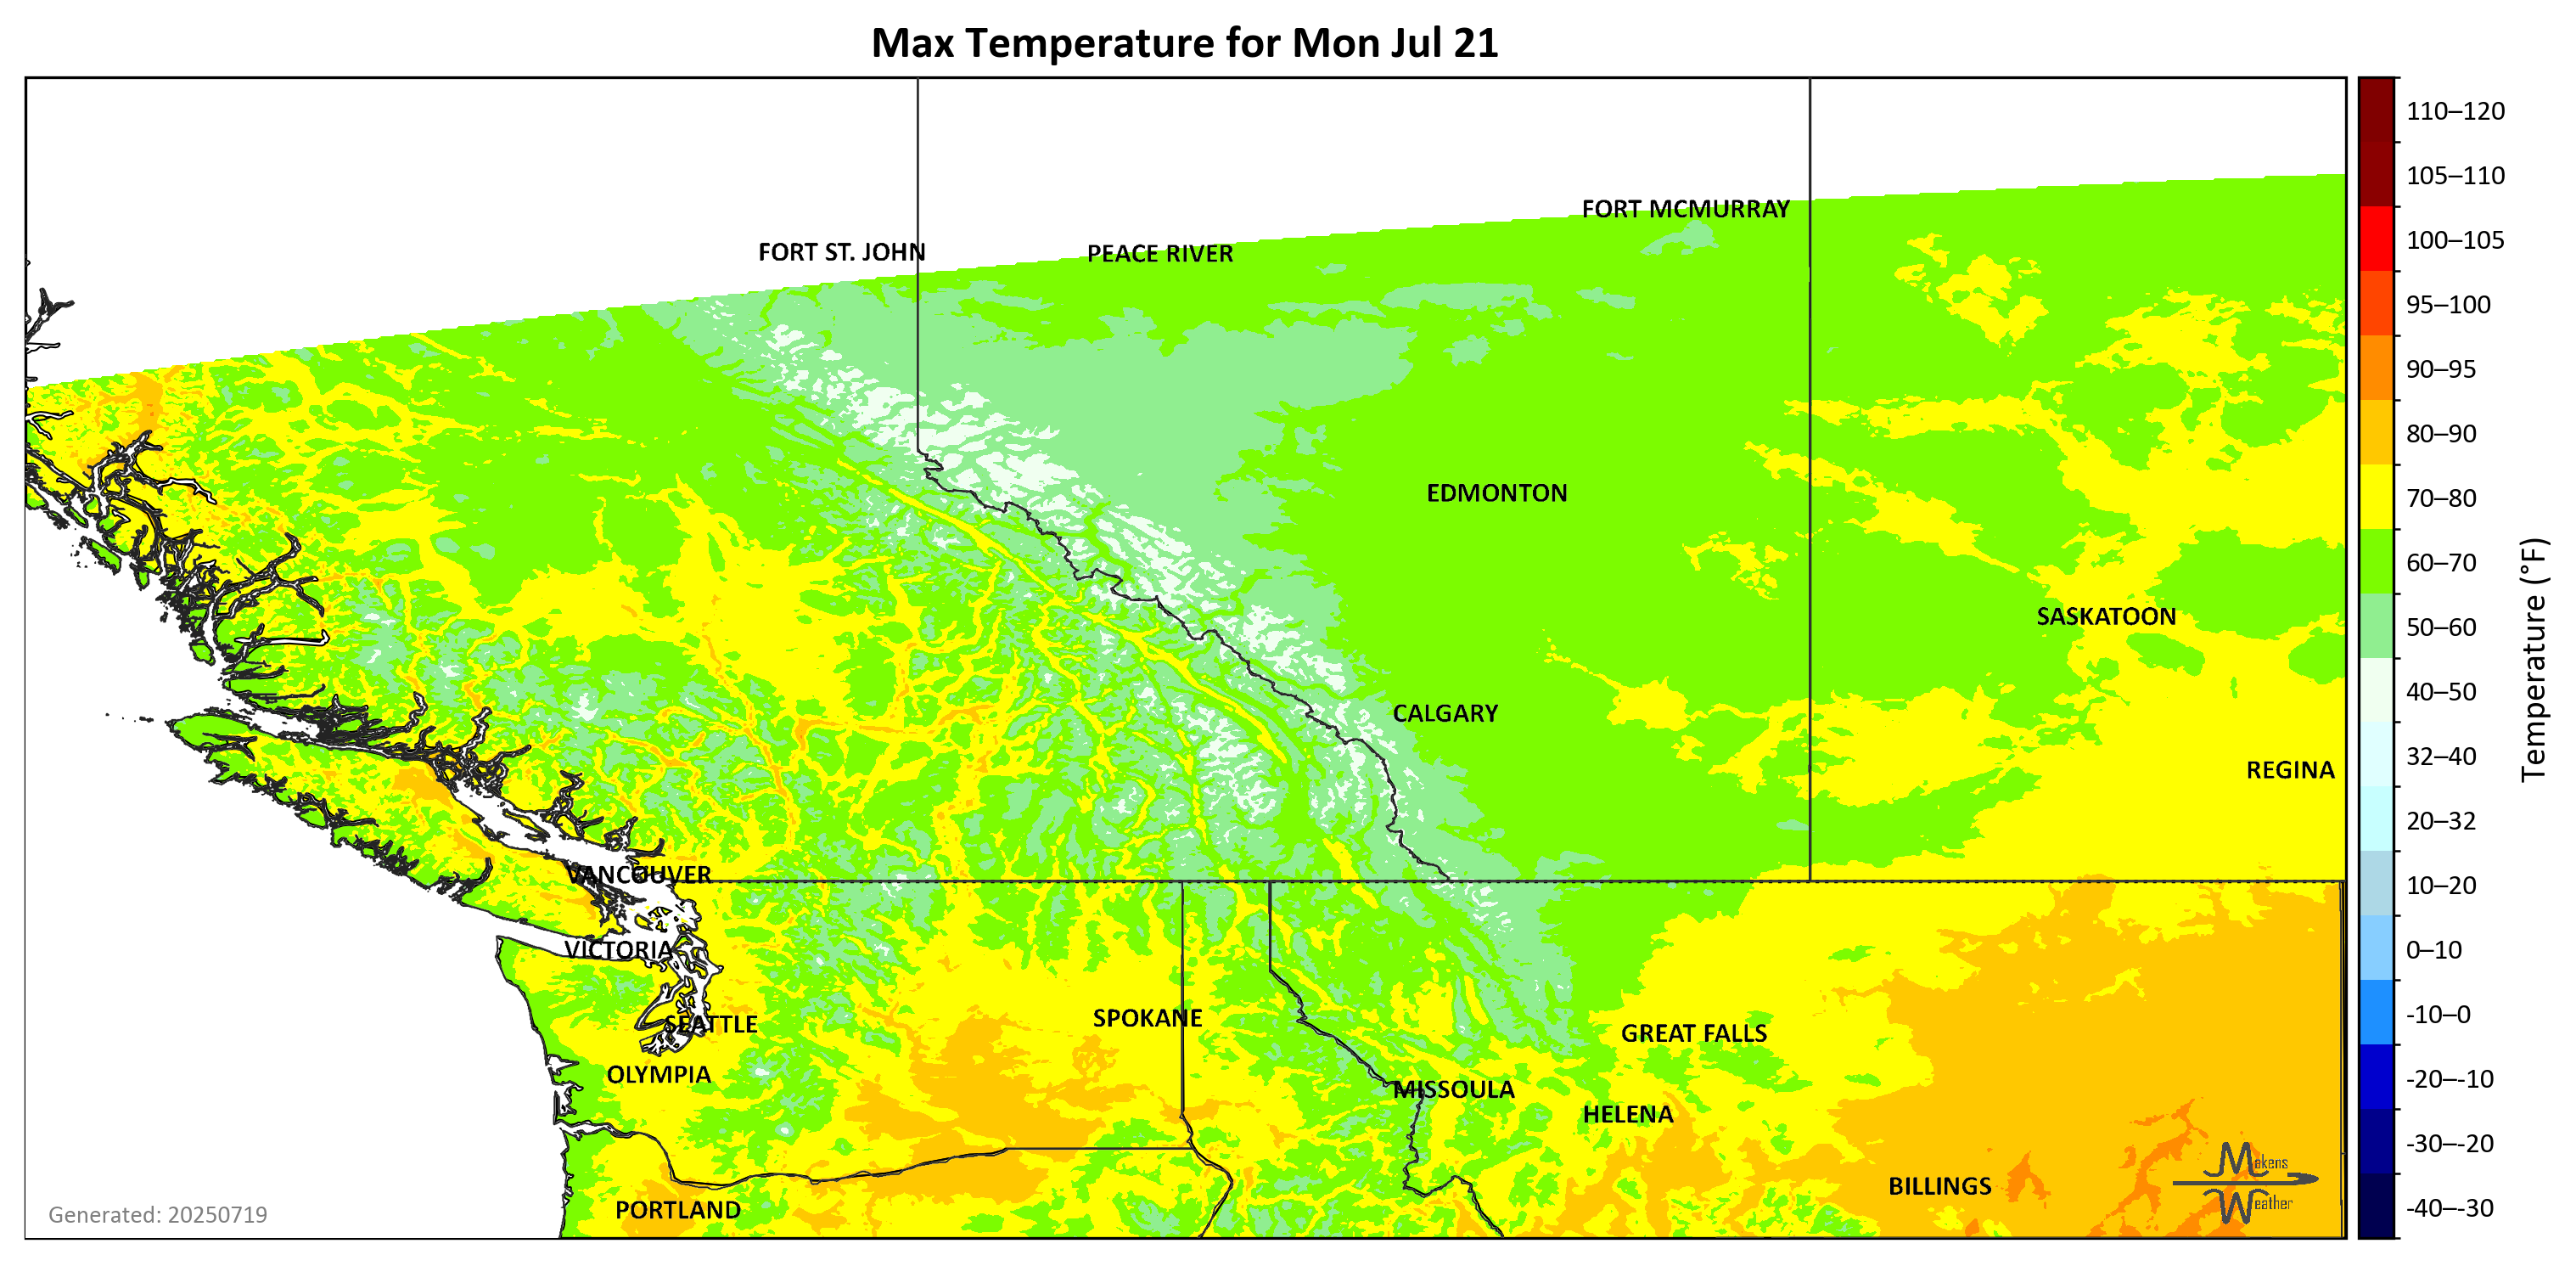 Max Temperature for Mon Jul 21
110–120
105–110
FORT MCMURRAY
100–105
FORT ST. JOHN
PEACE RIVER
95–100
90–95
80–90
EDMONTON
70–80
60–70
SASKATOON
50–60
Temperature (°F)
40–50
CALGARY
32–40
REGINA
20–32
VANCOUVER
10–20
VICTORIA
0–10
-10–0
SEATTLE
SPOKANE
GREAT FALLS
OLYMPIA
-20–-10
MISSOULA
HELENA
-30–-20
Makens
Weather
BILLINGS
PORTLAND
-40–-30
Generated: 20250719